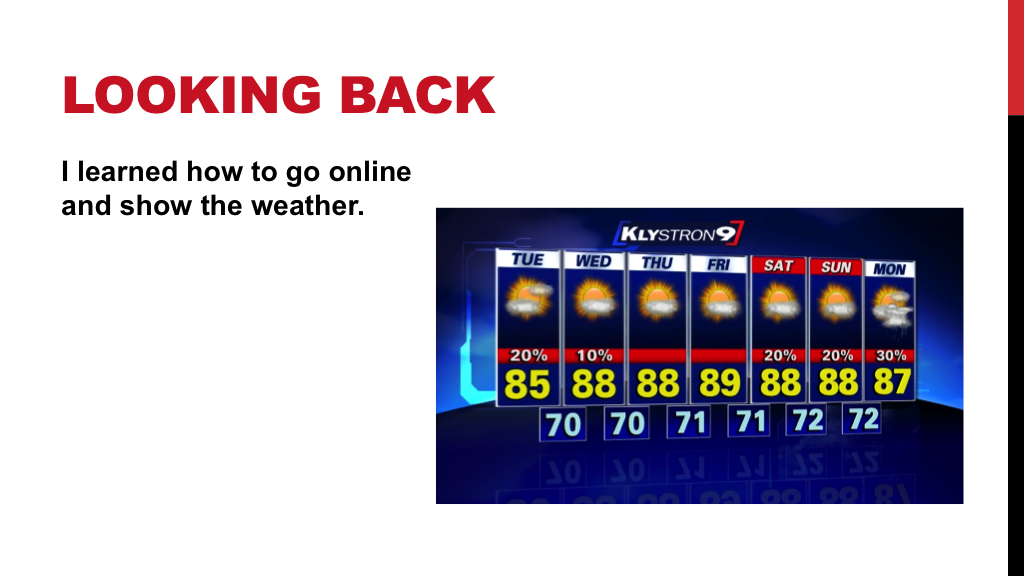 LOOKING BACK
I learned how to go online
and show the weather.
KLYSTRON9
TUE WED THU FRI SAT SUN MON
20% 10% 20% 20% 30%
85 88 88 89 88 88 87
70 70 71 71 72 72